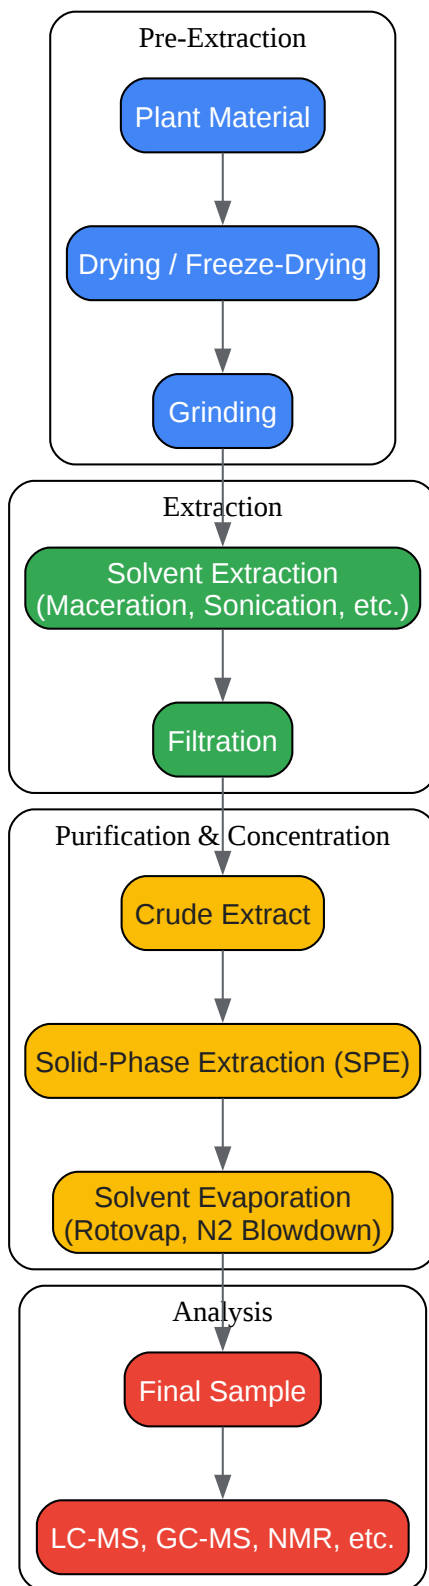 Pre-Extraction
Plant Material
Drying / Freeze-Drying
Grinding
Extraction
Solvent Extraction
(Maceration, Sonication, etc.)
Filtration
Purification & Concentration
Crude Extract
Solid-Phase Extraction (SPE)
Solvent Evaporation
(Rotovap, N2 Blowdown)
Analysis
Final Sample
LC-MS, GC-MS, NMR, etc.